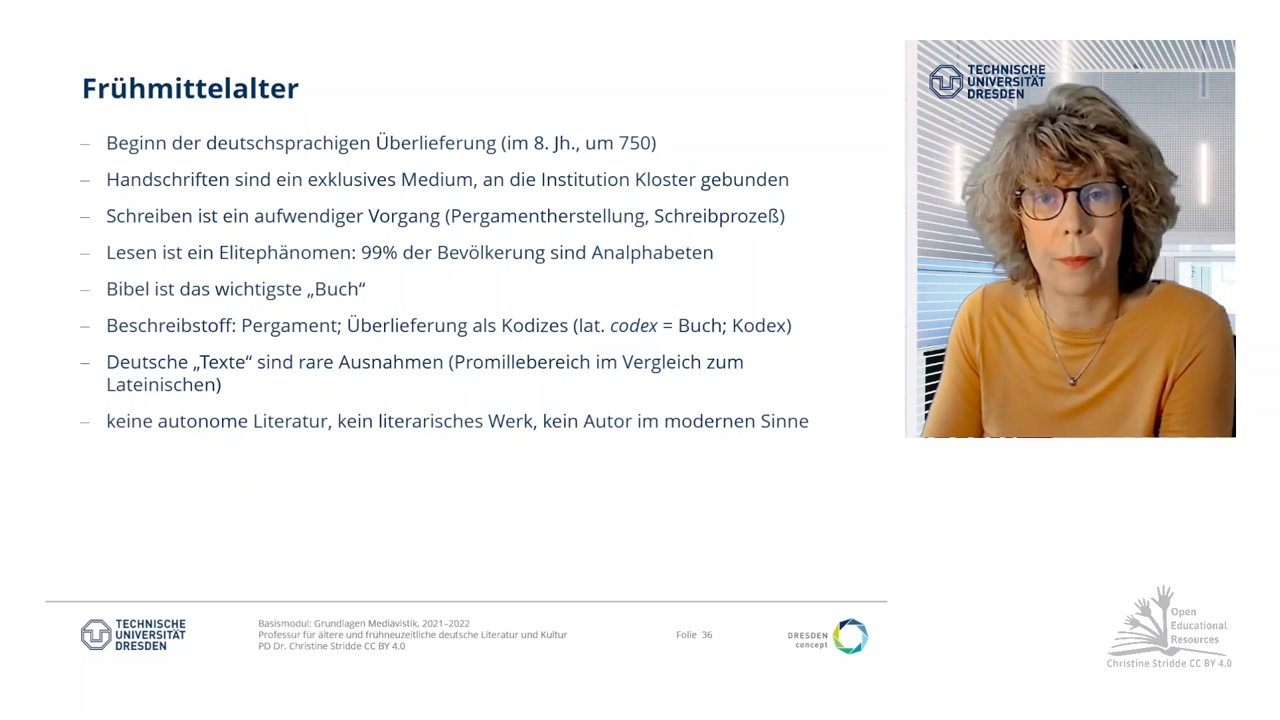 Frühmittelalter
– Beginn der deutschsprachigen Überlieferung (im 8. Jh., um 750)
– Handschriften sind ein exklusives Medium, an die Institution Kloster gebunden
– Schreiben ist ein aufwendiger Vorgang (Pergamentherstellung, Schreibprozeß)
– Lesen ist ein Elitephänomen: 99% der Bevölkerung sind Analphabeten
– Bibel ist das wichtigste „Buch“
– Beschreibstoff: Pergament; Überlieferung als Kodizes (lat. codex = Buch; Kodex)
– Deutsche „Texte“ sind rare Ausnahmen (Promillebereich im Vergleich zum
Lateinischen)
– keine autonome Literatur, kein literarisches Werk, kein Autor im modernen Sinne
TECHNISCHE
UNIVERSITÄT
DRESDEN
TECHNISCHE
UNIVERSITÄT
DRESDEN
Basismodul: Grundlagen Mediävistik, 2021–2022
Professur für ältere und frühneuzeitliche deutsche Literatur und Kultur
PD Dr. Christine Stridde CC BY 4.0
Folie 36
DRESDEN
concept
Open
Educational
Resources
Christine Stridde CC BY 4.0